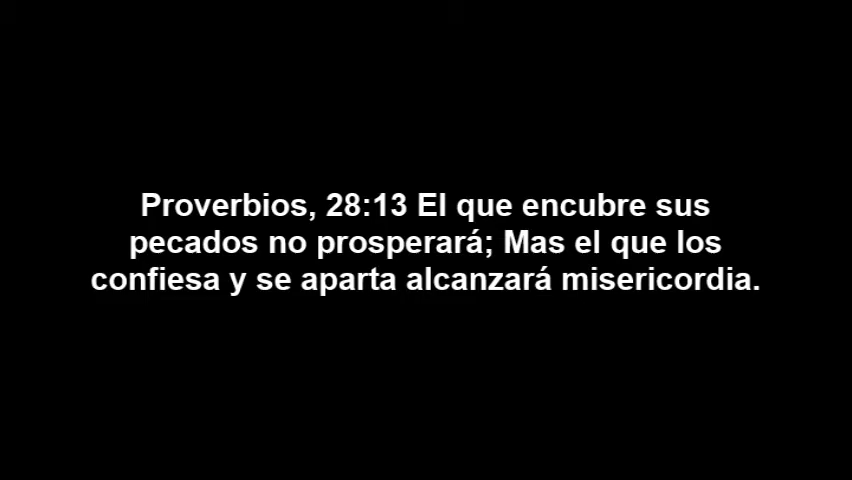 Proverbios, 28:13 El que encubre sus
pecados no prosperará; Mas el que los
confiesa y se aparta alcanzará misericordia.